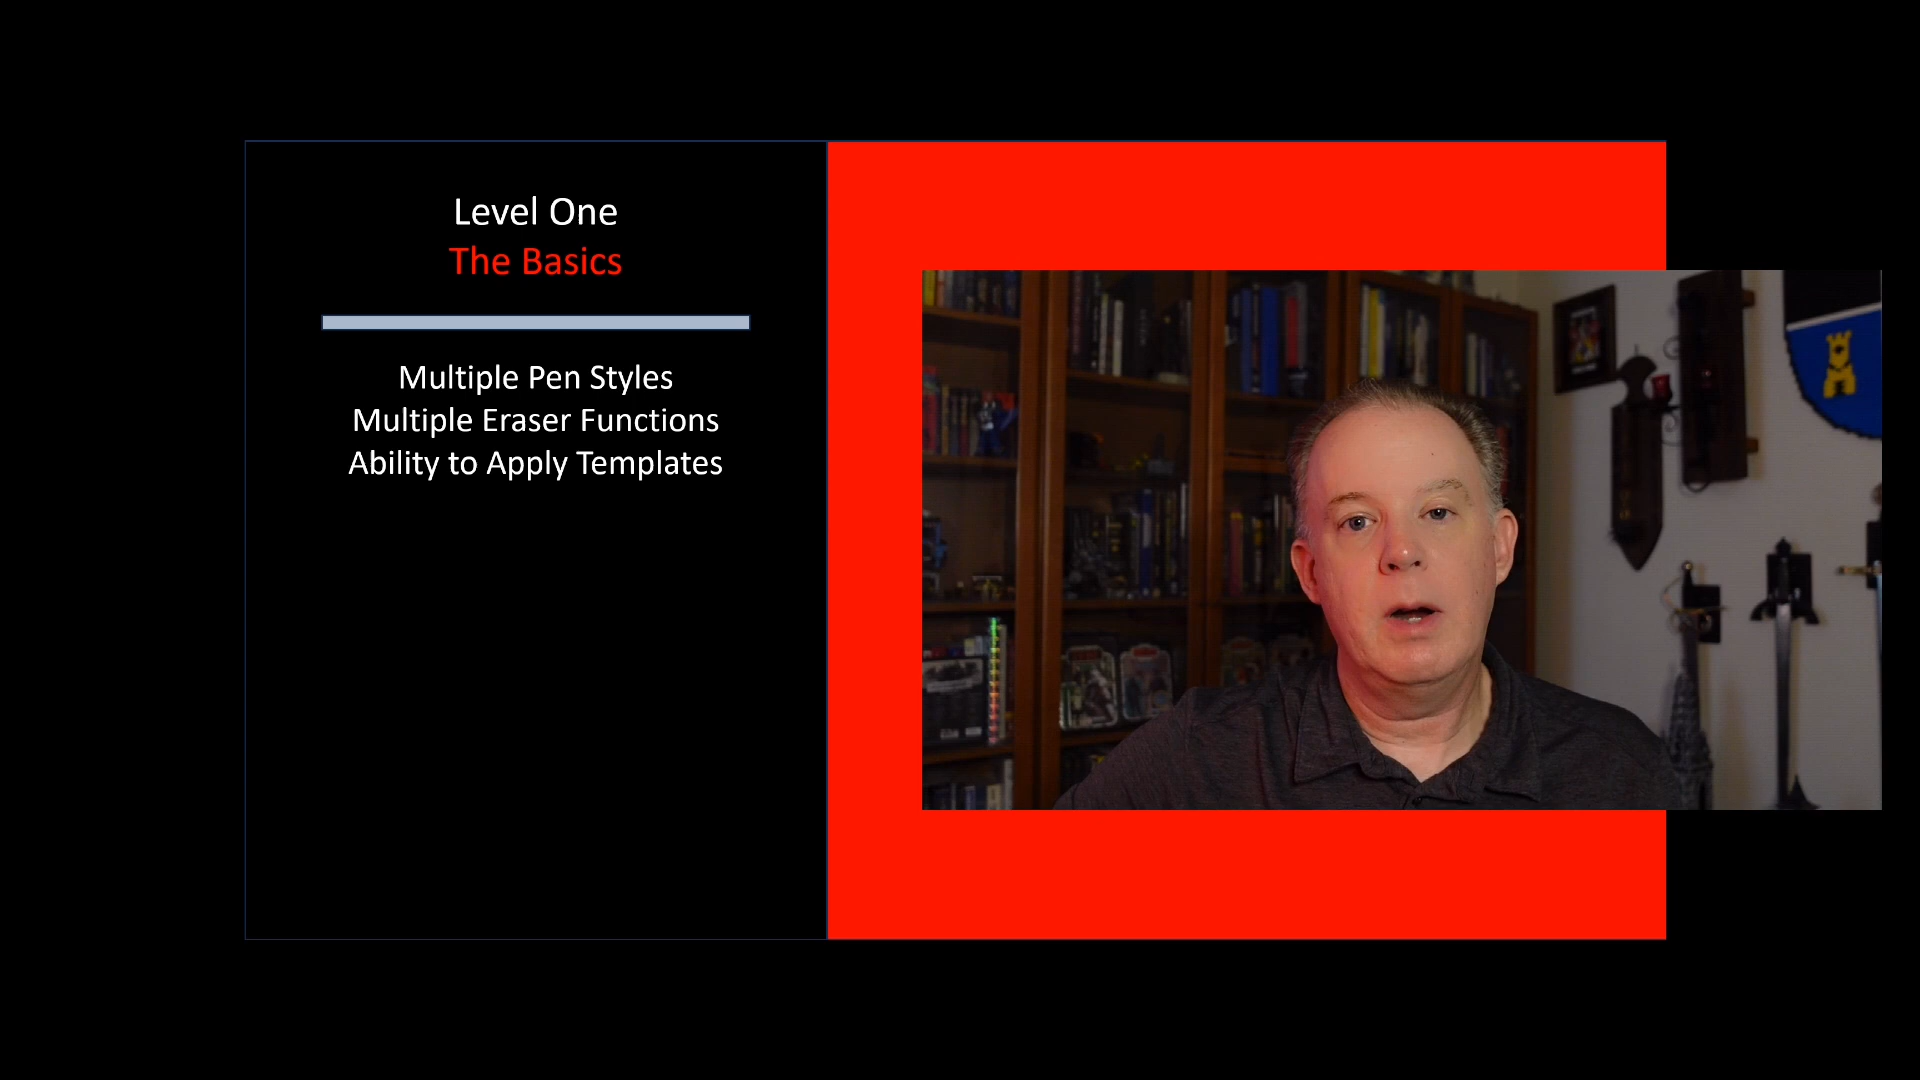 Level One
The Basics
Multiple Pen Styles
Multiple Eraser Functions
Ability to Apply Templates